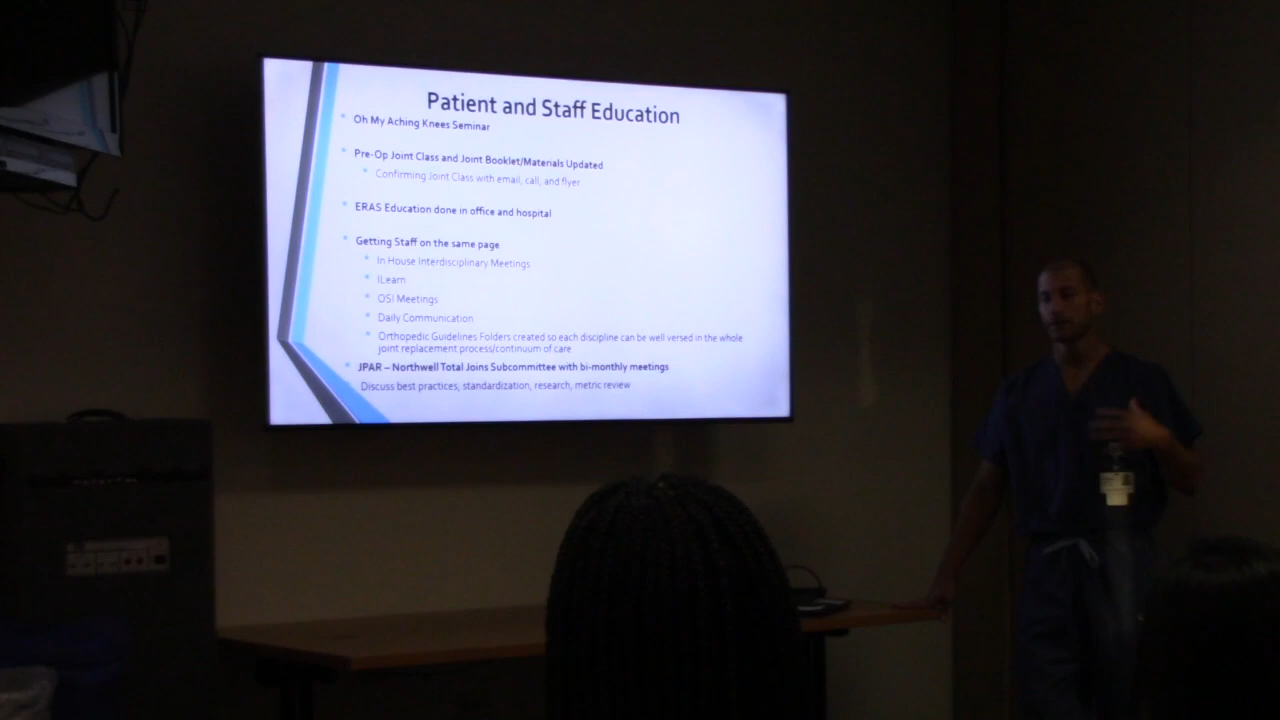 Patient and Staff Education
Oh My Aching Knees Seminar
Pre-Op Joint Class and Joint Booklet/Materials Updated
Confirming Joint Class with email, call, and flyer
ERAS Education done in office and hospital
Getting Staff on the same page
In House Interdisciplinary Meetings
ILearn
OSI Meetings
Daily Communication
Orthopedic Guidelines Folders created so each discipline can be well versed in the whole
joint replacement process/continuum of care
JPAR – Northwell Total Joins Subcommittee with bi-monthly meetings
Discuss best practices, standardization, research, metric review